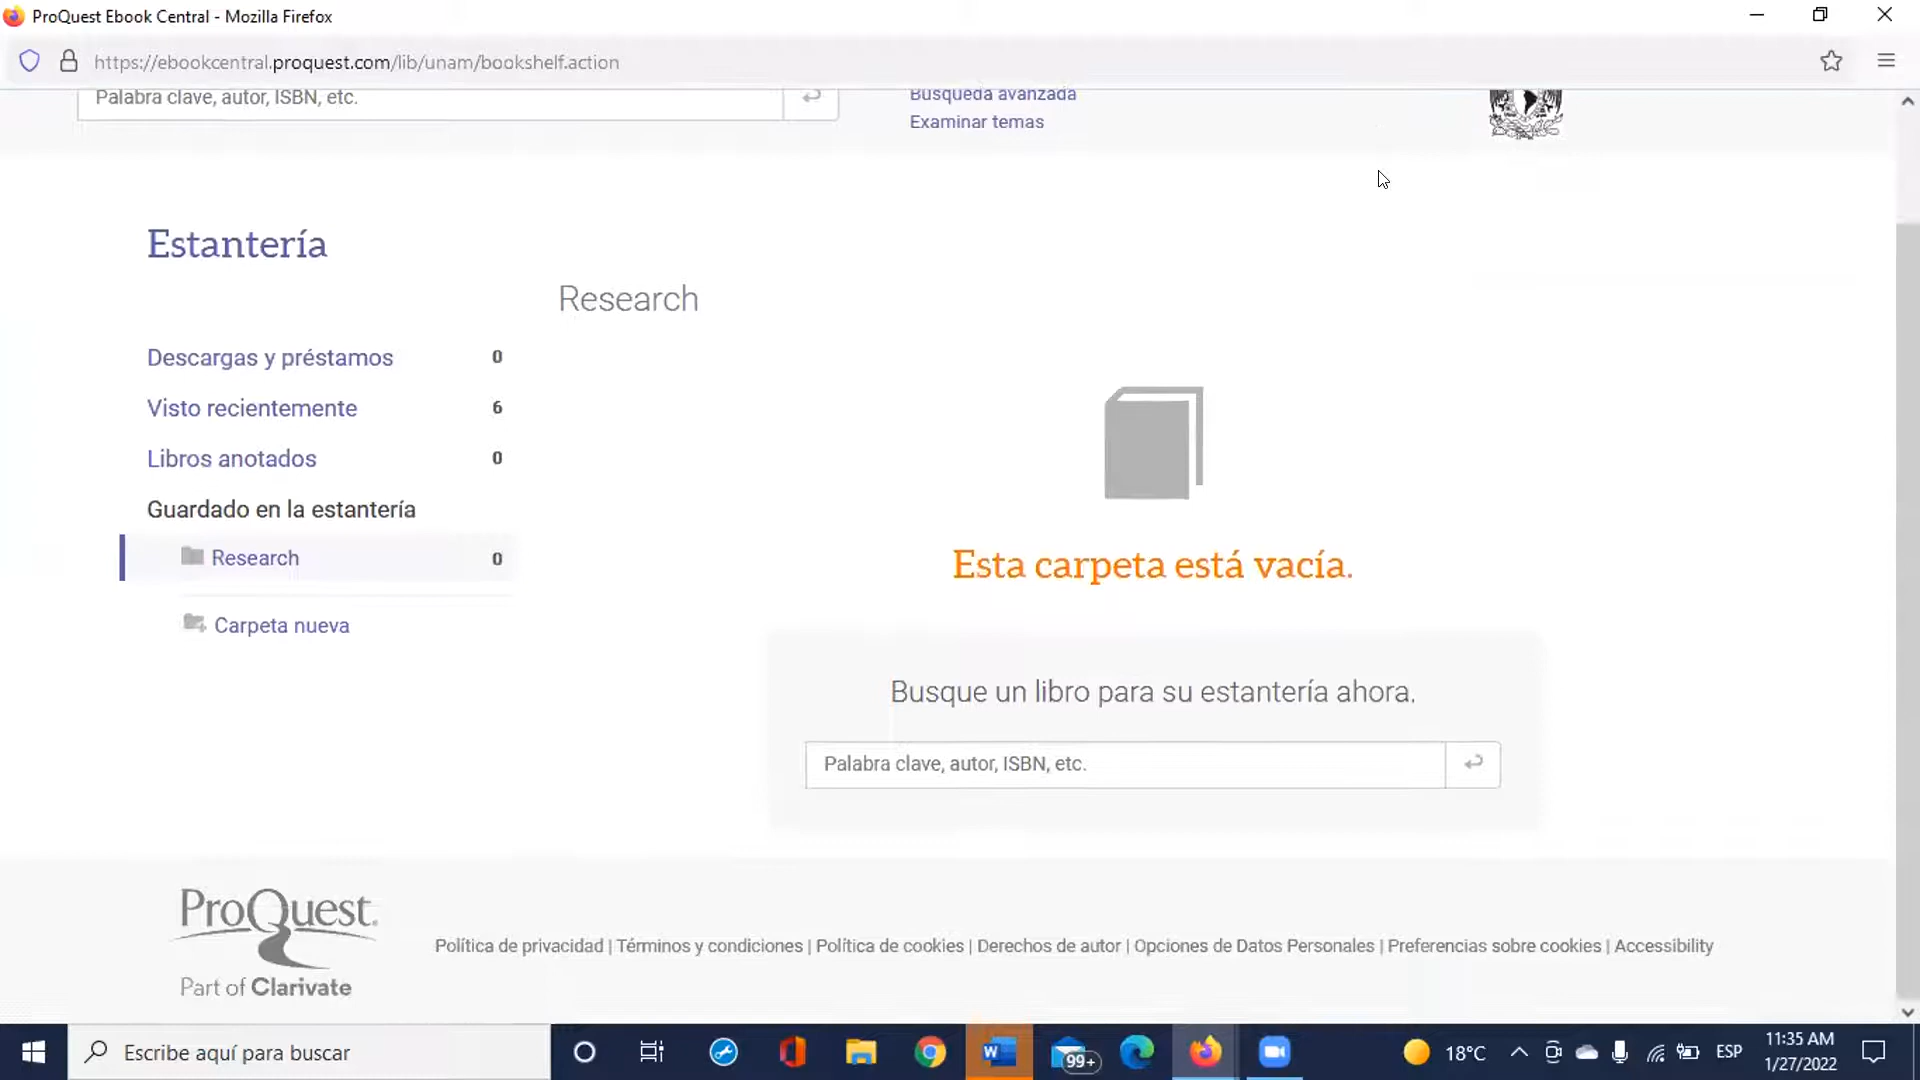 ProQuest Ebook Central - Mozilla Firefox
https://ebookcentral.proquest.com/lib/unam/bookshelf.action
Palabra clave, autor, ISBN, etc.
Búsqueda avanzada
Examinar temas
Estantería
Research
Descargas y préstamos 0
Visto recientemente 6
Libros anotados 0
Guardado en la estantería
Research 0
Carpeta nueva
Esta carpeta está vacía.
Busque un libro para su estantería ahora.
Palabra clave, autor, ISBN, etc.
ProQuest
Part of Clarivate
Política de privacidad | Términos y condiciones | Política de cookies | Derechos de autor | Opciones de Datos Personales | Preferencias sobre cookies | Accessibility
Escribe aquí para buscar
W
99+
18°C
ESP
11:35 AM
1/27/2022